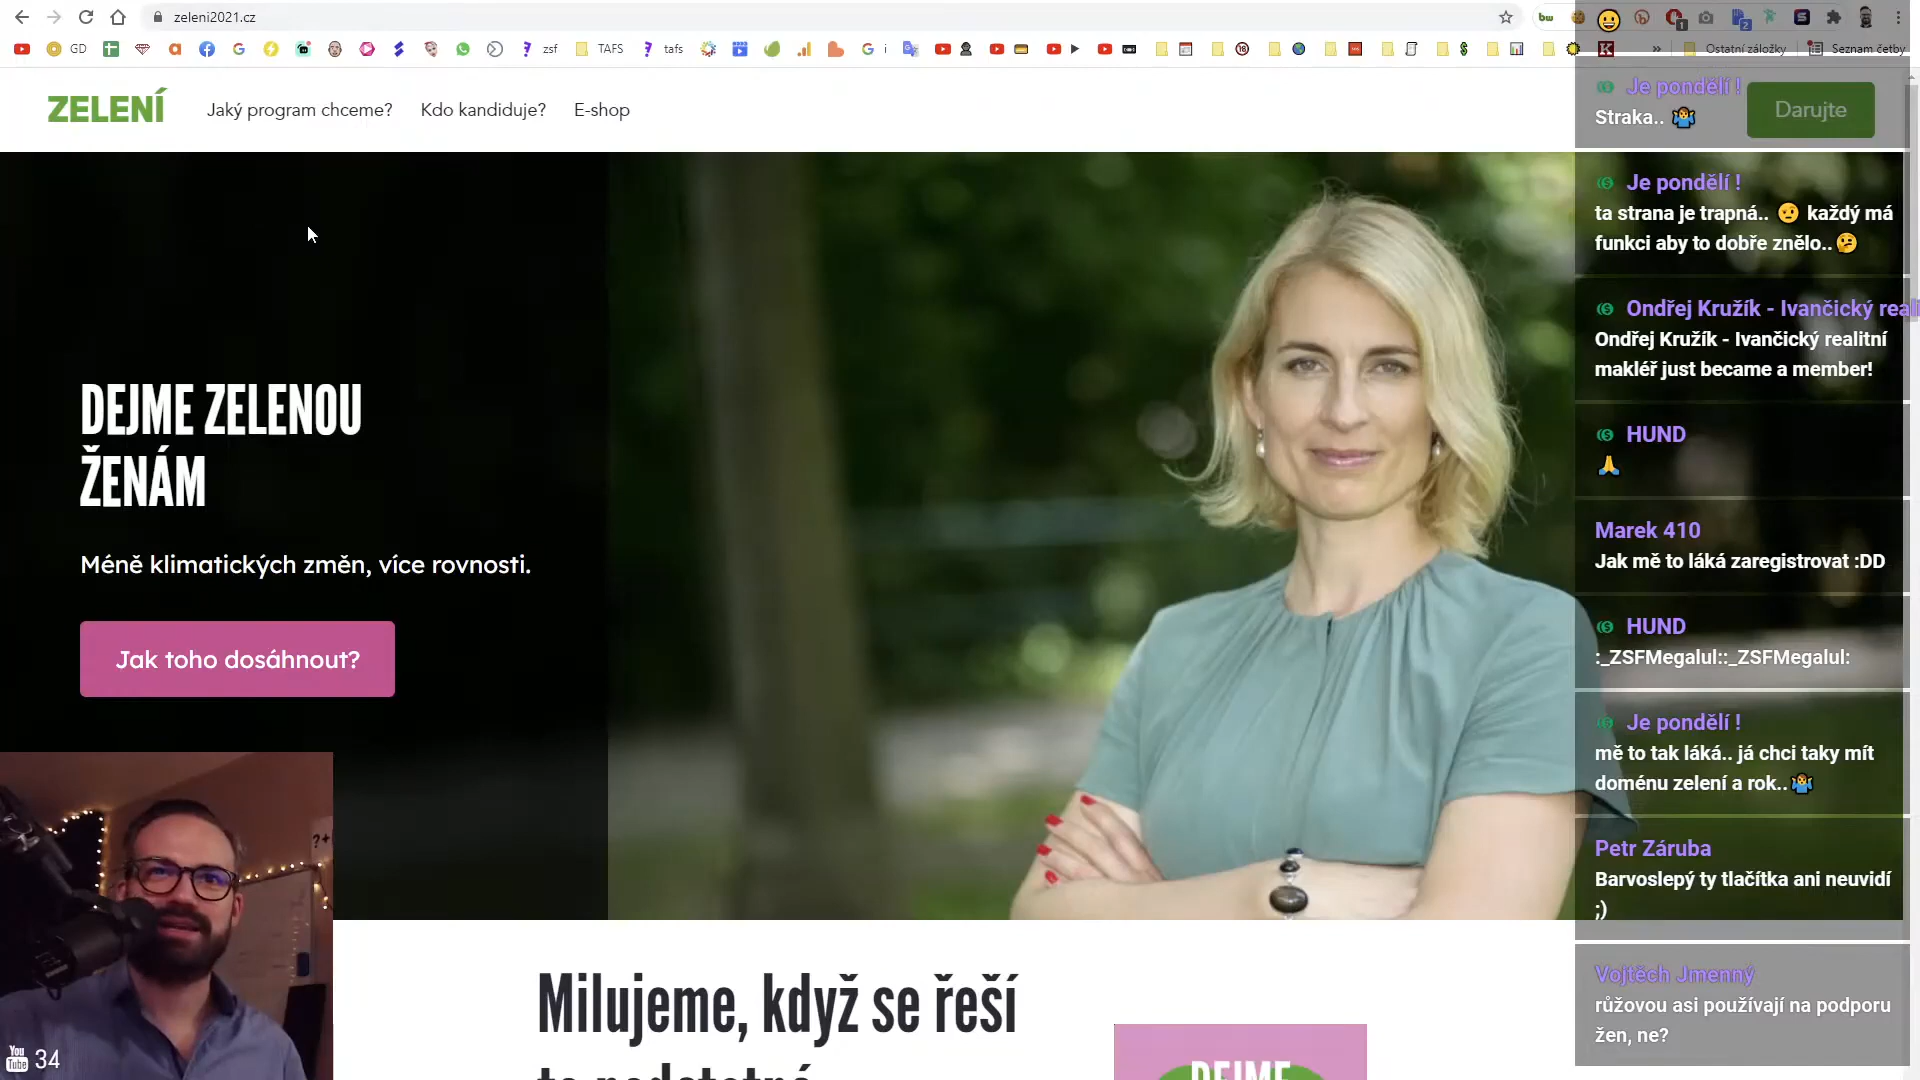 zeleni2021.cz
GD
zsf
TAFS
tafs
i
Ostatní záložky
Seznam četby
ZELENÍ
Jaký program chceme?
Kdo kandiduje?
E-shop
Darujte
DEJME ZELENOU
ŽENÁM
Méně klimatických změn, více rovnosti.
Jak toho dosáhnout?
Milujeme, když se řeší
DEJME
You
Tube 34
Je pondělí !
Straka..
Je pondělí !
ta strana je trapná.. každý má
funkci aby to dobře znělo..
Ondřej Kružík - Ivančický reali
Ondřej Kružík - Ivančický realitní
makléř just became a member!
HUND
Marek 410
Jak mě to láká zaregistrovat :DD
HUND
:_ZSFMegalul::_ZSFMegalul:
Je pondělí !
mě to tak láká.. já chci taky mít
doménu zelení a rok..
Petr Záruba
Barvoslepý ty tlačítka ani neuvidí
;)
Vojtěch Jmenný
růžovou asi používají na podporu
žen, ne?